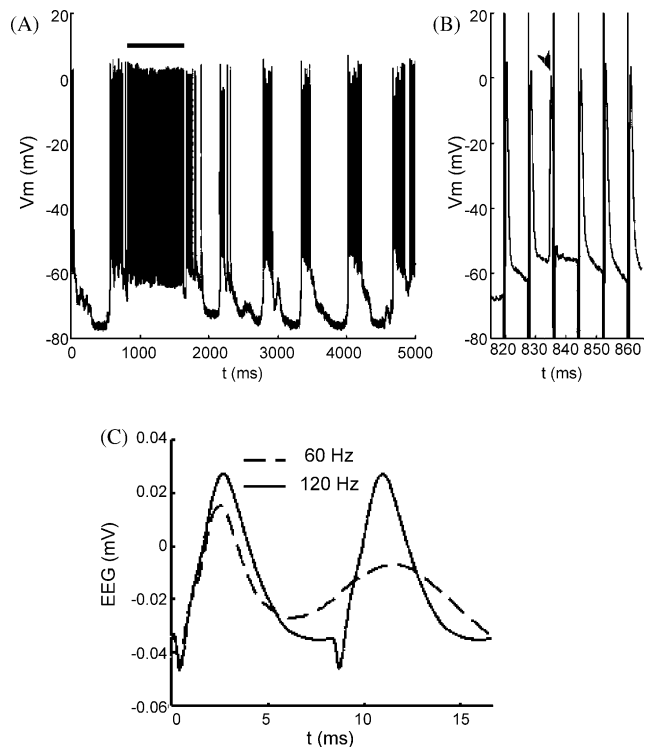 (A)
Vm (mV)
20
0
-20
-40
-60
-80
0 1000 2000 3000 4000 5000
t (ms)
(B)
Vm (mV)
20
0
-20
-40
-60
-80
820 830 840 850 860
t (ms)
(C)
EEG (mV)
0.04
0.02
0
-0.02
-0.04
-0.06
60 Hz
120 Hz
0 5 10 15
t (ms)